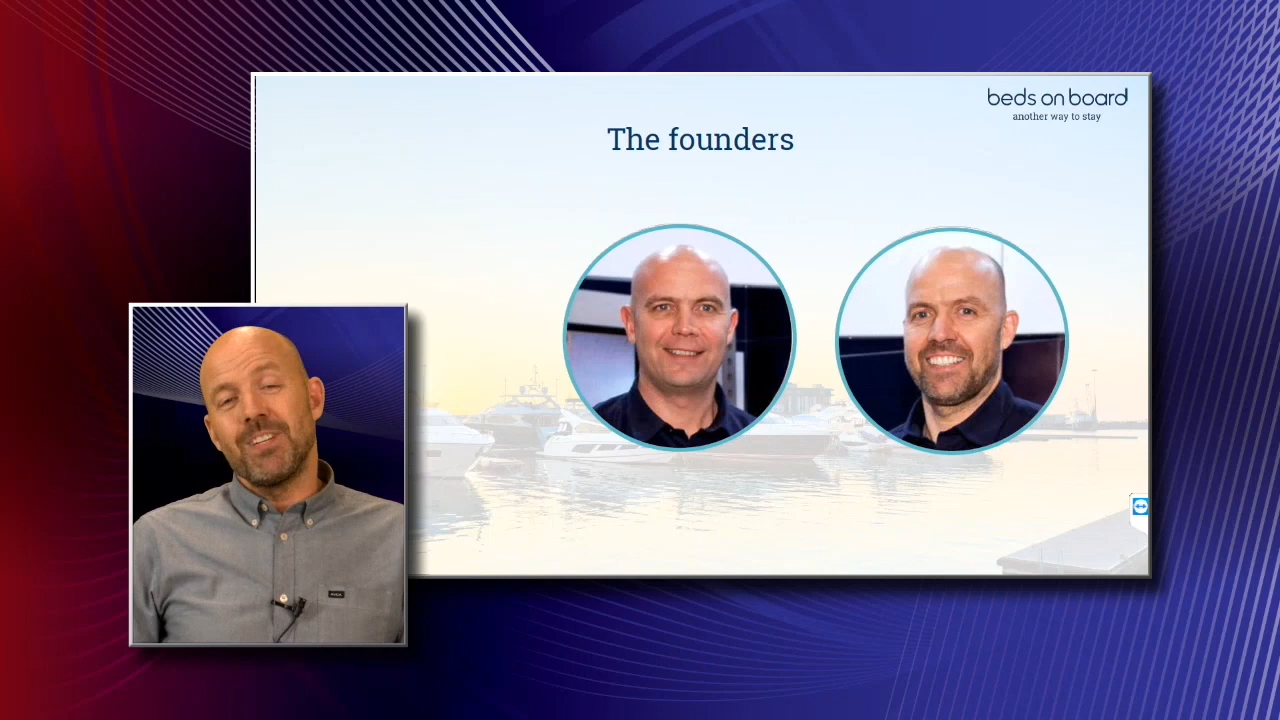 beds on board
another way to stay
The founders